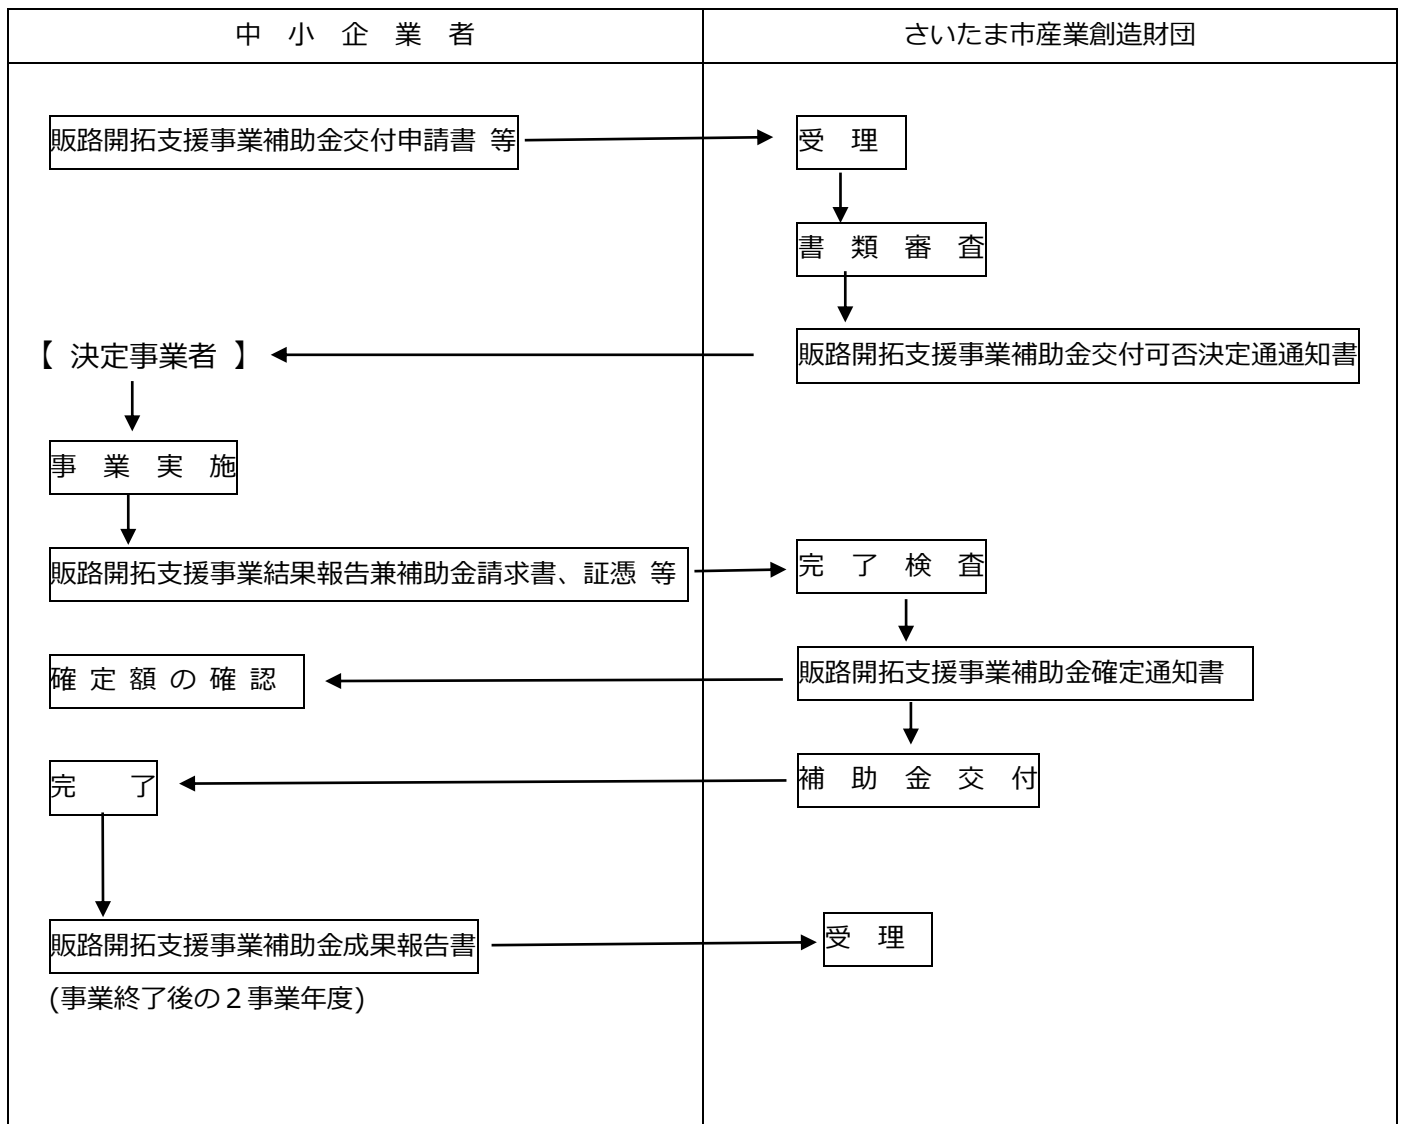 中　小　企　業　者
さいたま市産業創造財団
販路開拓支援事業補助金交付申請書 等
受　理
書　類　審　査
販路開拓支援事業補助金交付可否決定通通知書
【 決定事業者 】
事　業　実　施
販路開拓支援事業結果報告兼補助金請求書、証憑 等
完　了　検　査
販路開拓支援事業補助金確定通知書
確 定 額 の 確 認
補　助　金　交　付
完　　了
販路開拓支援事業補助金成果報告書
受　理
(事業終了後の２事業年度)